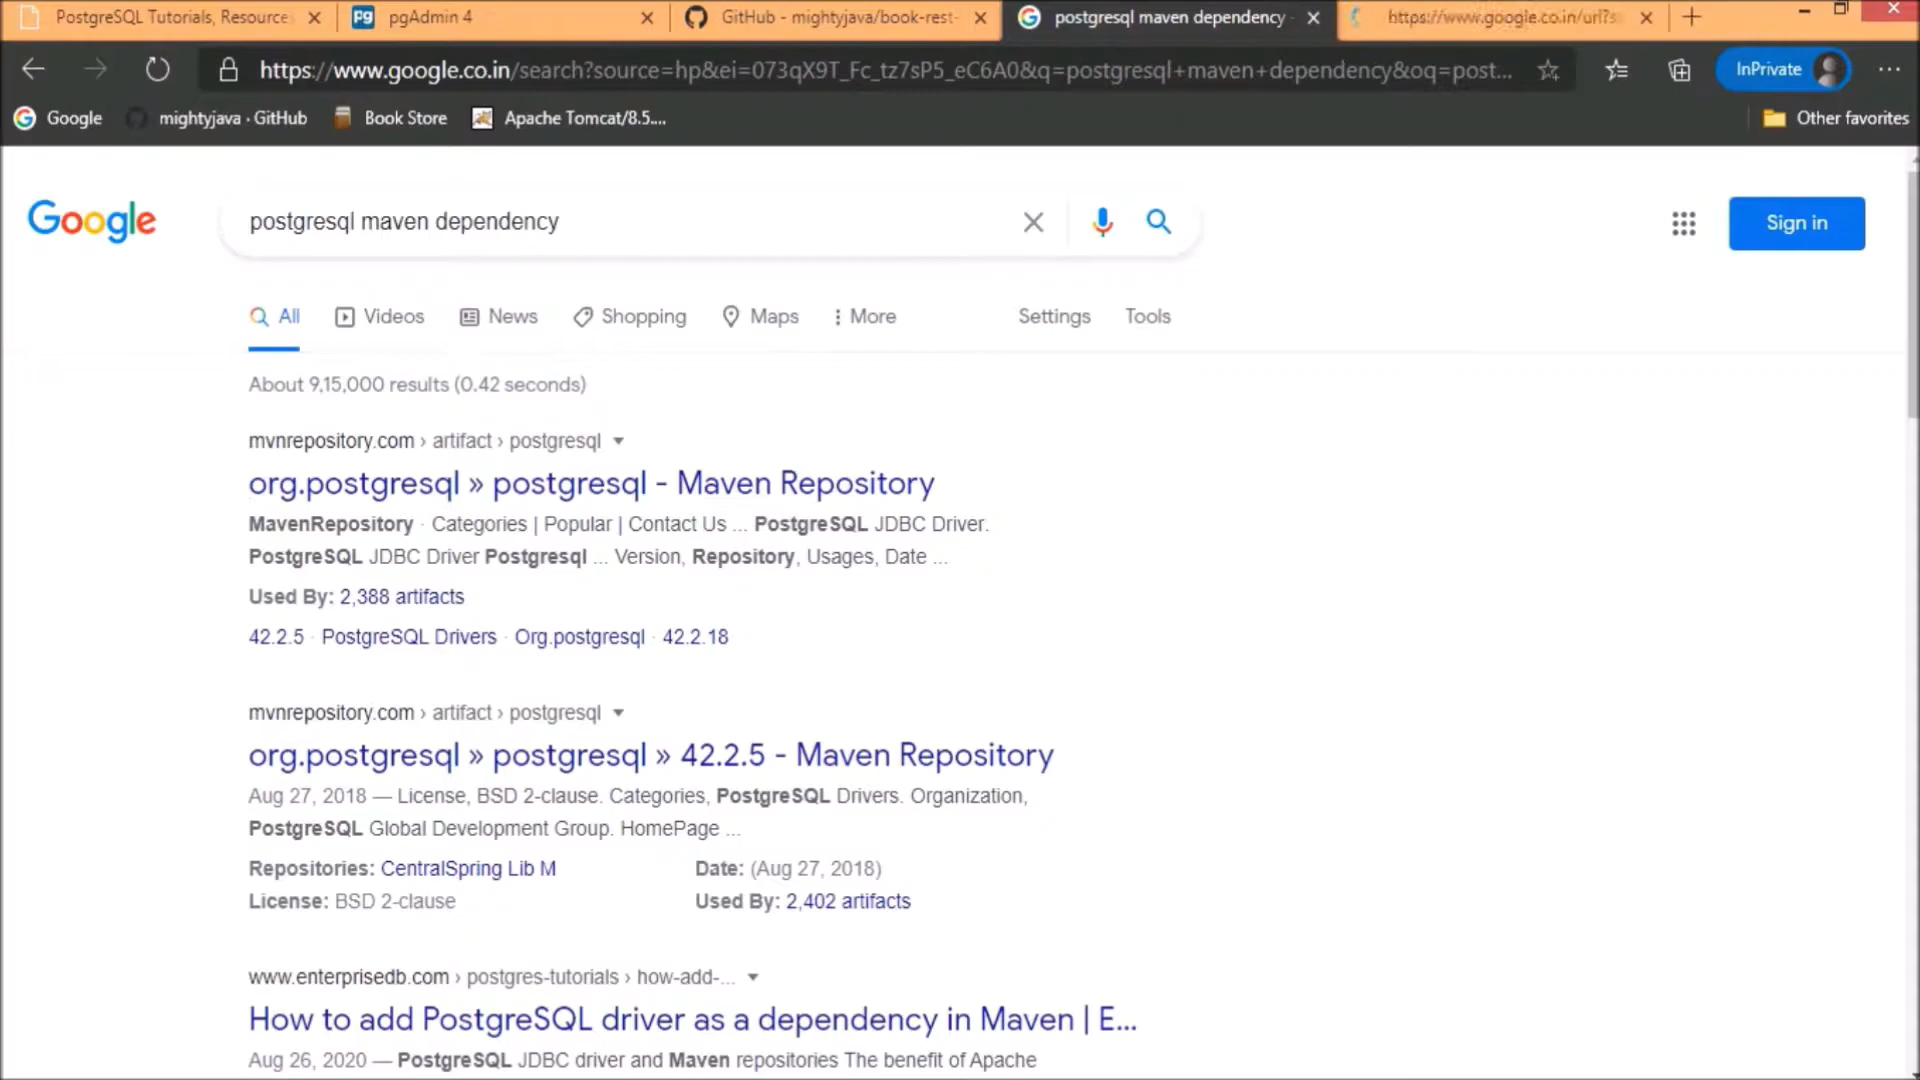 PostgreSQL Tutorials, Resource
pgAdmin 4
GitHub - mightyjava/book-rest-
postgresql maven dependency -
https://www.google.co.in/url?s
https://www.google.co.in/search?source=hp&ei=073qX9T_Fc_tz7sP5_eC6A0&q=postgresql+maven+dependency&oq=post...
InPrivate
Google
mightyjava · GitHub
Book Store
Apache Tomcat/8.5....
Other favorites
Google
postgresql maven dependency
Sign in
All
Videos
News
Shopping
Maps
More
Settings
Tools
About 9,15,000 results (0.42 seconds)
mvnrepository.com › artifact › postgresql
org.postgresql » postgresql - Maven Repository
MavenRepository · Categories | Popular | Contact Us ... PostgreSQL JDBC Driver.
PostgreSQL JDBC Driver Postgresql ... Version, Repository, Usages, Date ...
Used By: 2,388 artifacts
42.2.5 · PostgreSQL Drivers · Org.postgresql · 42.2.18
mvnrepository.com › artifact › postgresql
org.postgresql » postgresql » 42.2.5 - Maven Repository
Aug 27, 2018 — License, BSD 2-clause. Categories, PostgreSQL Drivers. Organization,
PostgreSQL Global Development Group. HomePage ...
Repositories: CentralSpring Lib M
Date: (Aug 27, 2018)
License: BSD 2-clause
Used By: 2,402 artifacts
www.enterprisedb.com › postgres-tutorials › how-add-...
How to add PostgreSQL driver as a dependency in Maven | E...
Aug 26, 2020 — PostgreSQL JDBC driver and Maven repositories The benefit of Apache